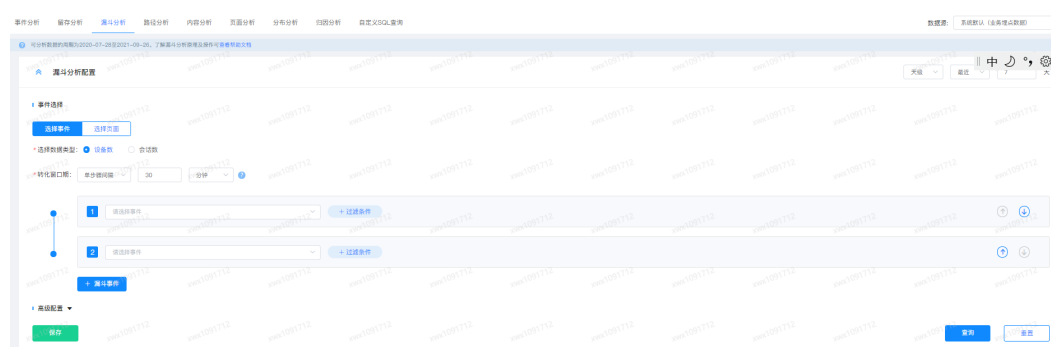 事件分析 留存分析 漏斗分析 路径分析 内容分析 页面分析 分布分析 归因分析 自定义SQL查询 数据源: 系统默认（业务埋点数据）
可分析数据的周期为2020-07-28至2021-09-26，了解漏斗分析原理及操作可查看帮助文档
漏斗分析配置 天级 最近 7 天
中
事件选择
选择事件 选择页面
*选择数据类型: 设备数 会话数
*转化窗口期: 单步骤间隔 30 分钟
1 请选择事件 + 过滤条件
2 请选择事件 + 过滤条件
+ 漏斗事件
高级配置
保存 查询 重置